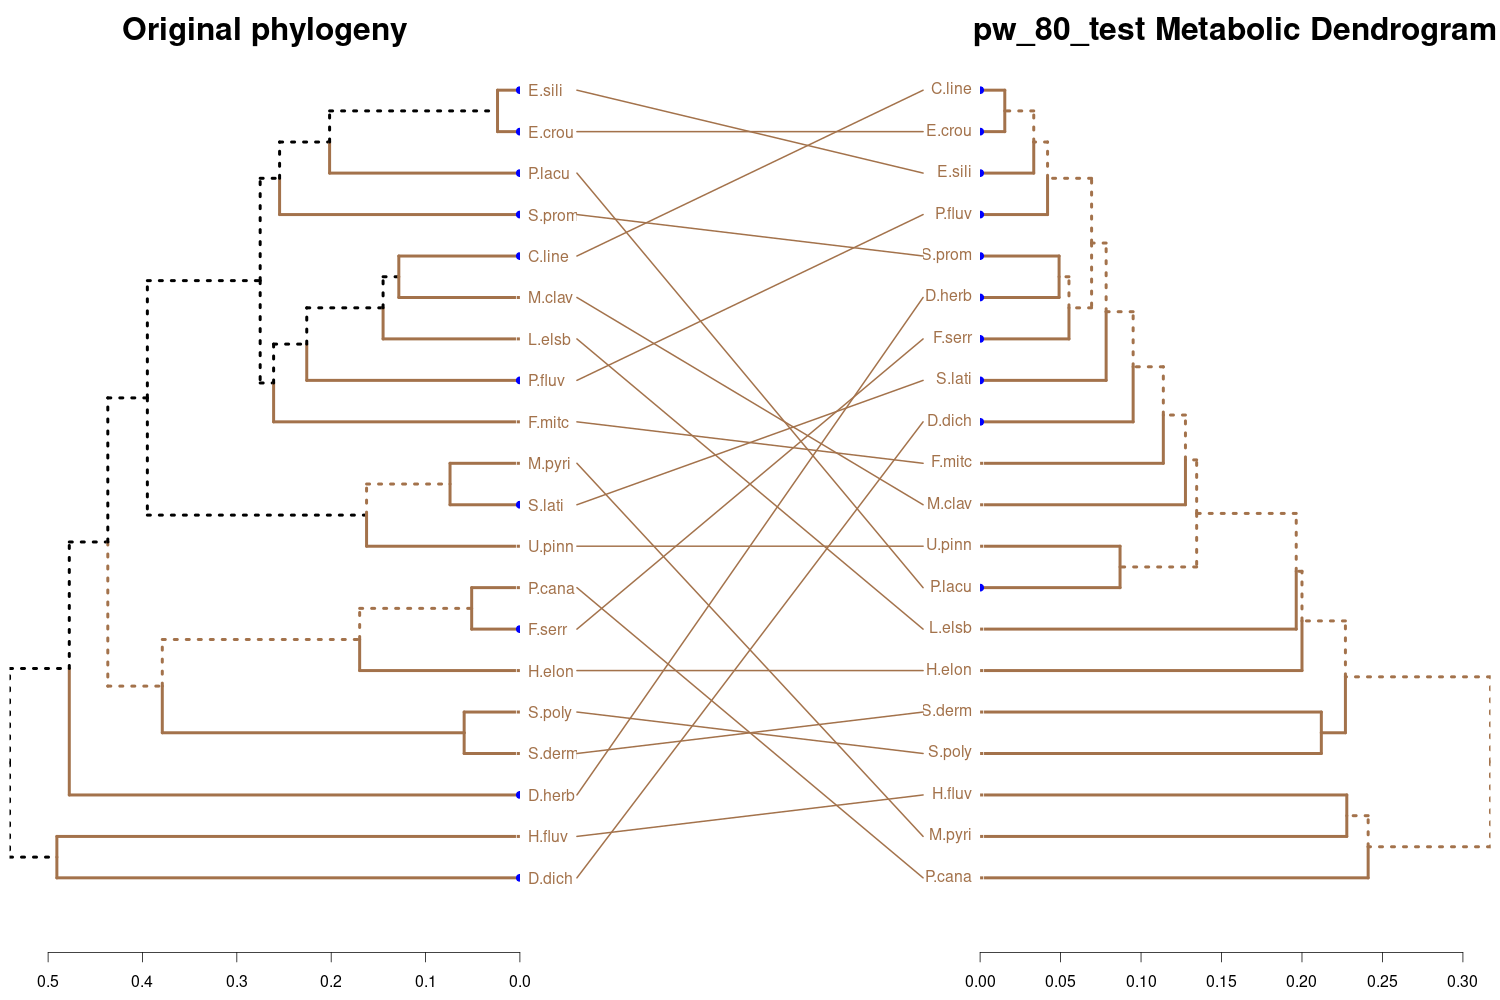 Original phylogeny
pw_80_test Metabolic Dendrogram
E.sili
E.crou
P.lacu
S.prom
C.line
M.clav
L.elsb
P.fluv
F.mitc
M.pyri
S.lati
U.pinn
P.cana
F.serr
H.elon
S.poly
S.derm
D.herb
H.fluv
D.dich
0.5 0.4 0.3 0.2 0.1 0.0
C.line
E.crou
E.sili
P.fluv
S.prom
D.herb
F.serr
S.lati
D.dich
F.mitc
M.clav
U.pinn
P.lacu
L.elsb
H.elon
S.derm
S.poly
H.fluv
M.pyri
P.cana
0.00 0.05 0.10 0.15 0.20 0.25 0.30